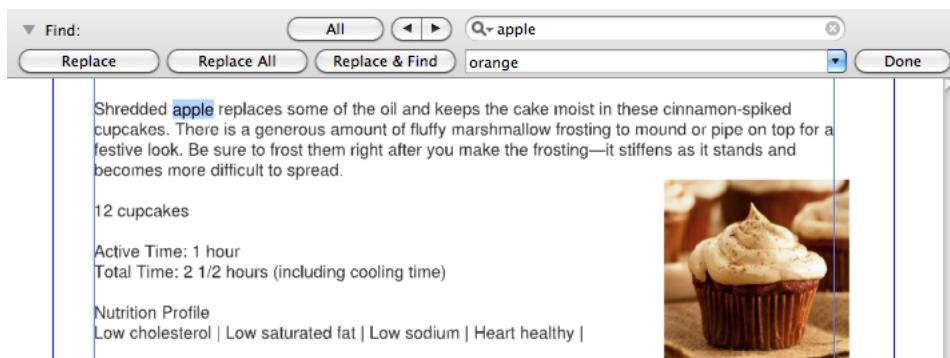 Find:
All
apple
Replace
Replace All
Replace & Find
orange
Done
Shredded apple replaces some of the oil and keeps the cake moist in these cinnamon-spiked
cupcakes. There is a generous amount of fluffy marshmallow frosting to mound or pipe on top for a
festive look. Be sure to frost them right after you make the frosting—it stiffens as it stands and
becomes more difficult to spread.
12 cupcakes
Active Time: 1 hour
Total Time: 2 1/2 hours (including cooling time)
Nutrition Profile
Low cholesterol | Low saturated fat | Low sodium | Heart healthy |